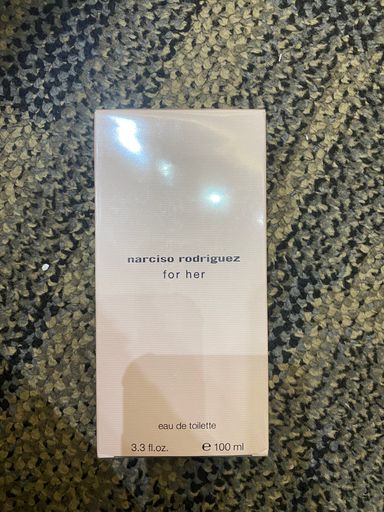 narciso rodriguez
for her
eau de toilette
3.3 fl.oz. ℮ 100 ml